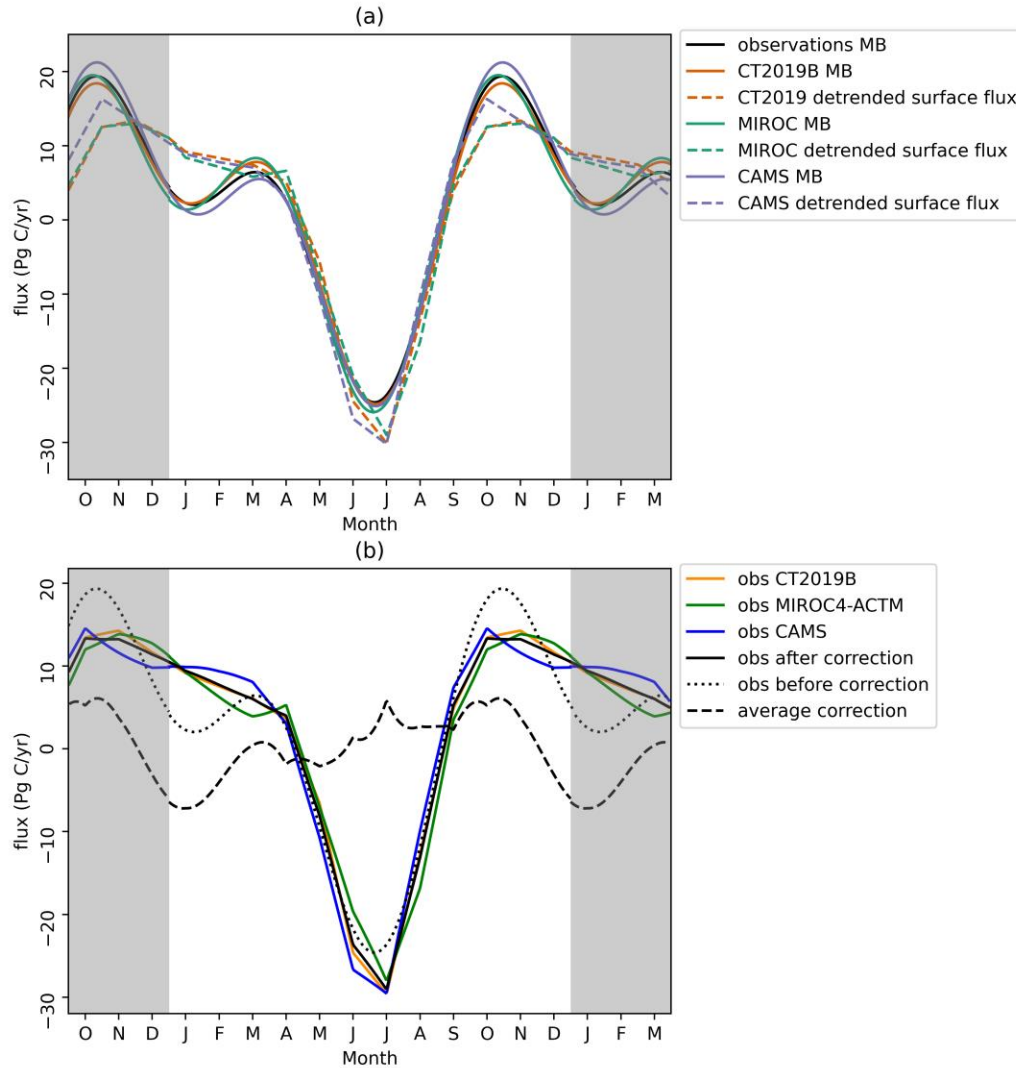 (a)
observations MB
CT2019B MB
CT2019 detrended surface flux
MIROC MB
MIROC detrended surface flux
CAMS MB
CAMS detrended surface flux
flux (Pg C/yr)
20
10
0
−10
−20
−30
O N D J F M A M J J A S O N D J F M
Month
(b)
obs CT2019B
obs MIROC4-ACTM
obs CAMS
obs after correction
obs before correction
average correction
flux (Pg C/yr)
20
10
0
−10
−20
−30
O N D J F M A M J J A S O N D J F M
Month